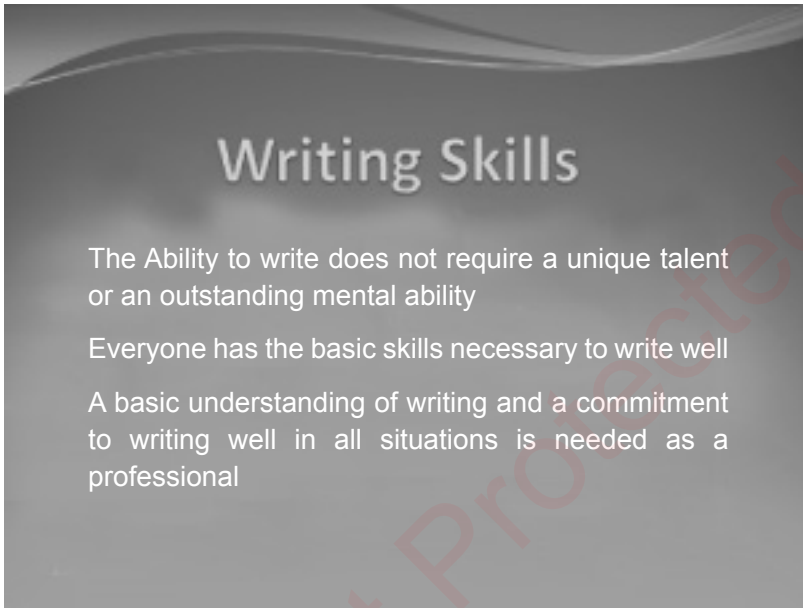 Writing Skills
The Ability to write does not require a unique talent
or an outstanding mental ability
Everyone has the basic skills necessary to write well
A basic understanding of writing and a commitment
to writing well in all situations is needed as a
professional
t Protected